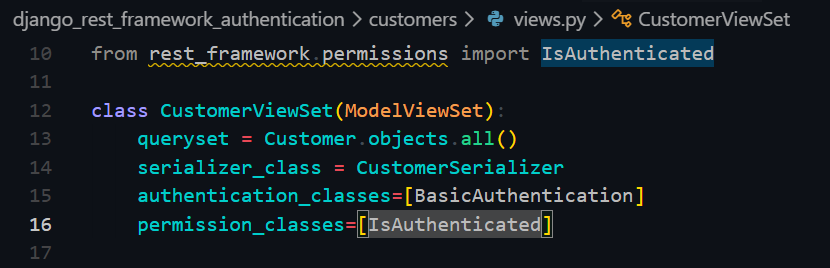 django_rest_framework_authentication > customers > views.py > CustomerViewSet
10 from rest_framework.permissions import IsAuthenticated
11
12 class CustomerViewSet(ModelViewSet):
13     queryset = Customer.objects.all()
14     serializer_class = CustomerSerializer
15     authentication_classes=[BasicAuthentication]
16     permission_classes=[IsAuthenticated]
17